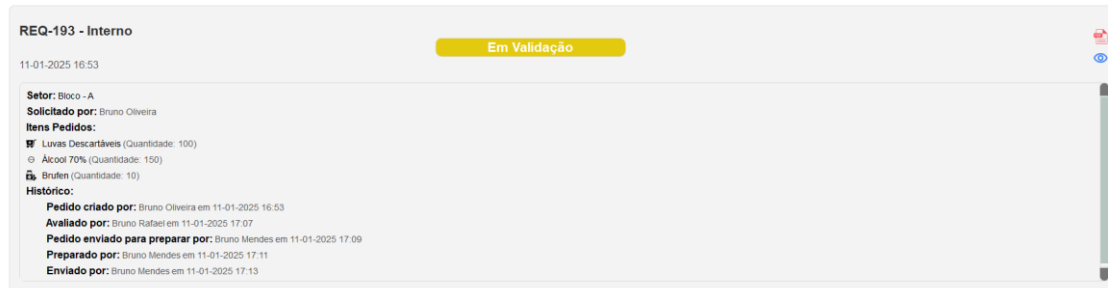 REQ-193 - Interno
Em Validação
11-01-2025 16:53
Setor: Bloco - A
Solicitado por: Bruno Oliveira
Itens Pedidos:
Luvas Descartáveis (Quantidade: 100)
Álcool 70% (Quantidade: 150)
Brufen (Quantidade: 10)
Histórico:
Pedido criado por: Bruno Oliveira em 11-01-2025 16:53
Avaliado por: Bruno Rafael em 11-01-2025 17:07
Pedido enviado para preparar por: Bruno Mendes em 11-01-2025 17:09
Preparado por: Bruno Mendes em 11-01-2025 17:11
Enviado por: Bruno Mendes em 11-01-2025 17:13